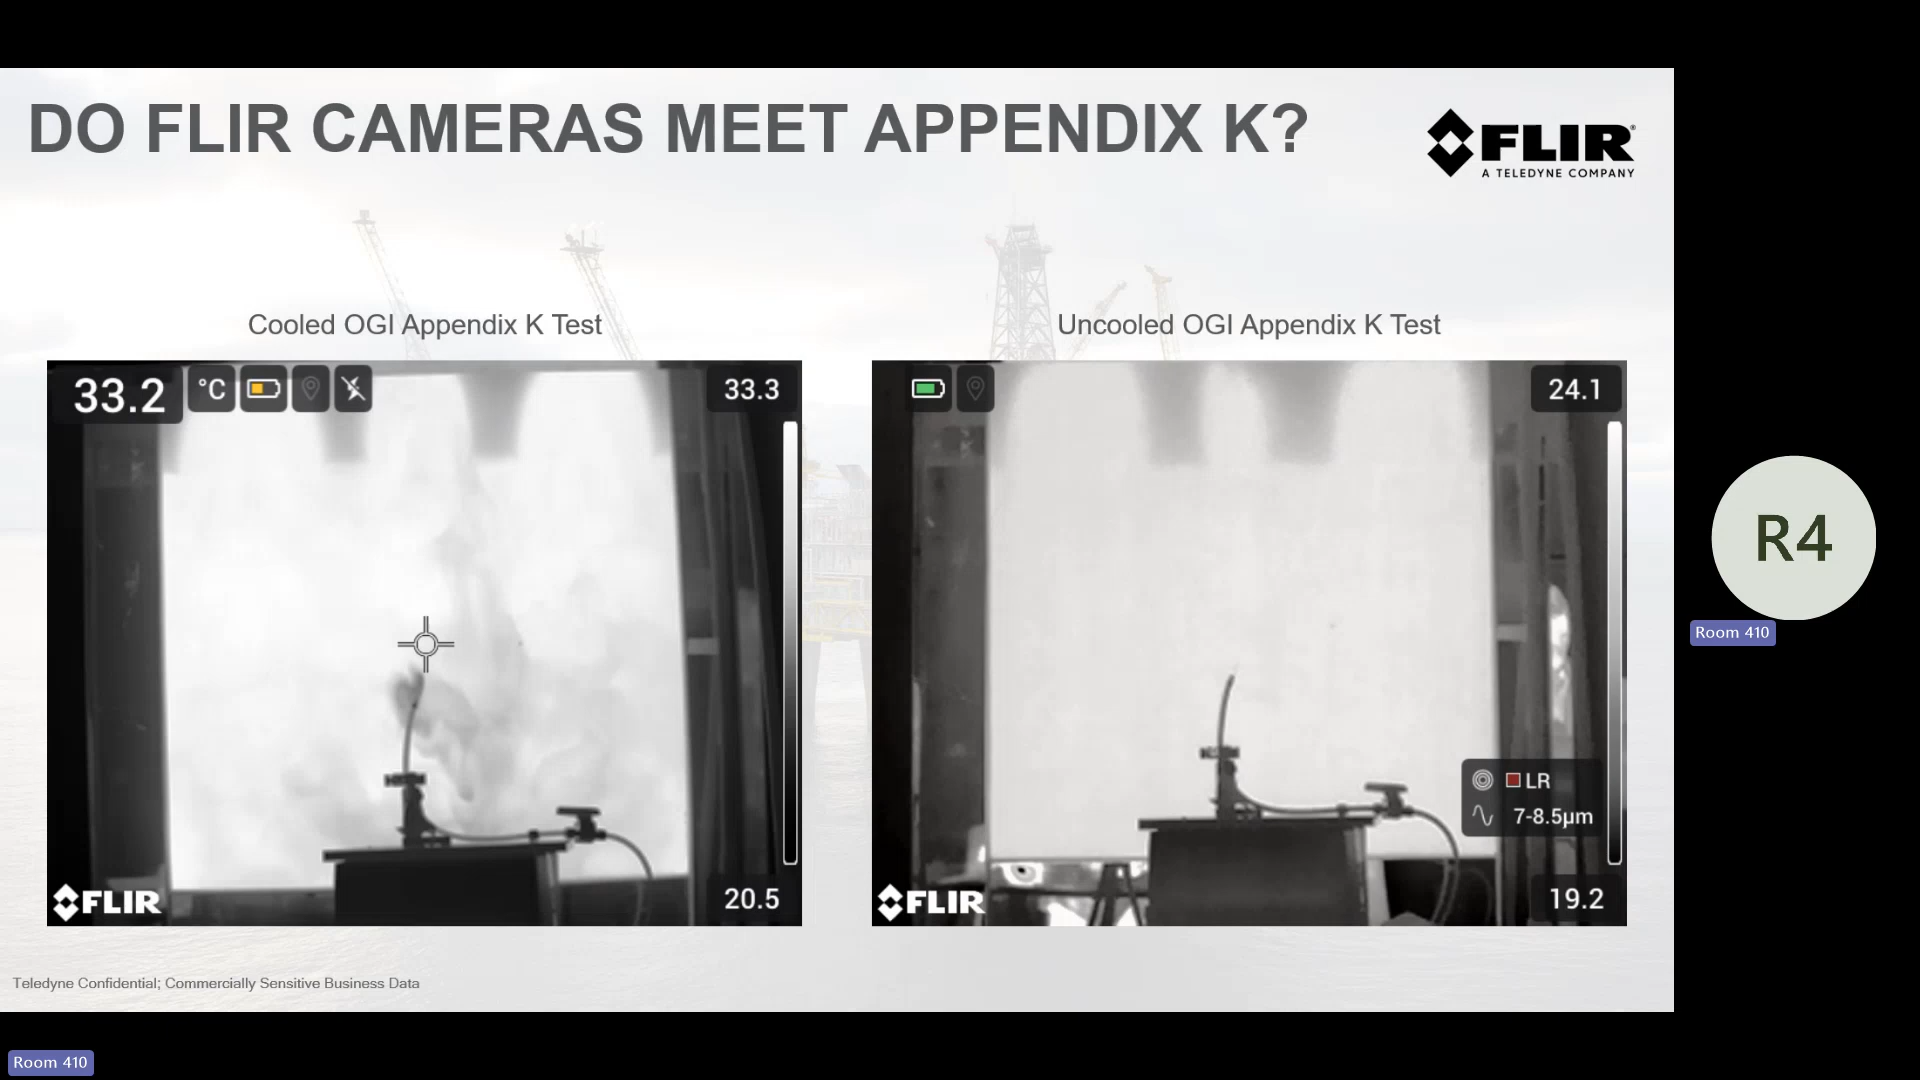 DO FLIR CAMERAS MEET APPENDIX K?
FLIR
A TELEDYNE COMPANY
Cooled OGI Appendix K Test
Uncooled OGI Appendix K Test
33.2 °C
33.3
20.5
FLIR
24.1
LR
7-8.5µm
19.2
FLIR
Teledyne Confidential; Commercially Sensitive Business Data
R4
Room 410
Room 410